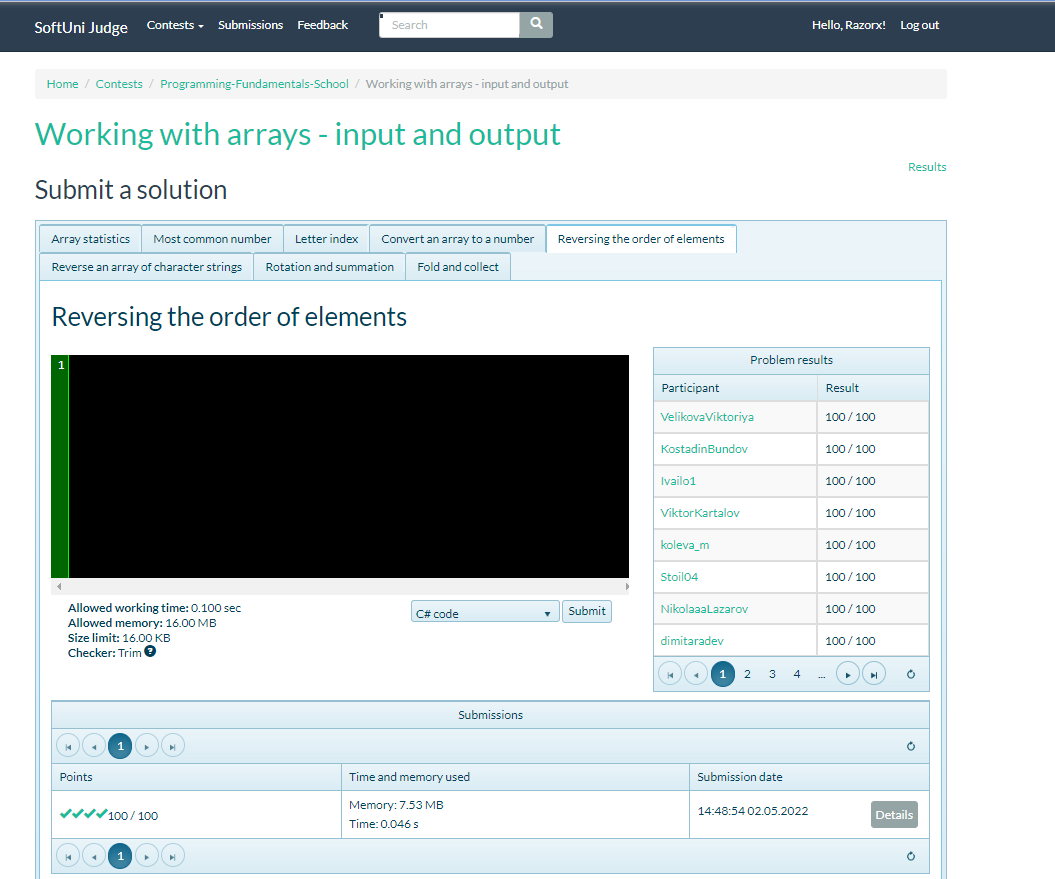 SoftUni Judge Contests Submissions Feedback Search Hello, Razorx! Log out
Home / Contests / Programming-Fundamentals-School / Working with arrays - input and output
Working with arrays - input and output
Results
Submit a solution
Array statistics Most common number Letter index Convert an array to a number Reversing the order of elements
Reverse an array of character strings Rotation and summation Fold and collect
Reversing the order of elements
1
Allowed working time: 0.100 sec
Allowed memory: 16.00 MB
Size limit: 16.00 KB
Checker: Trim ?
C# code Submit
Problem results
Participant Result
VelikovaViktoriya 100 / 100
KostadinBundov 100 / 100
Ivailo1 100 / 100
ViktorKartalov 100 / 100
koleva_m 100 / 100
Stoil04 100 / 100
NikolaaaLazarov 100 / 100
dimitaradev 100 / 100
1 2 3 4 ...
Submissions
1
Points Time and memory used Submission date
100 / 100 Memory: 7.53 MB 14:48:54 02.05.2022 Details
Time: 0.046 s
1